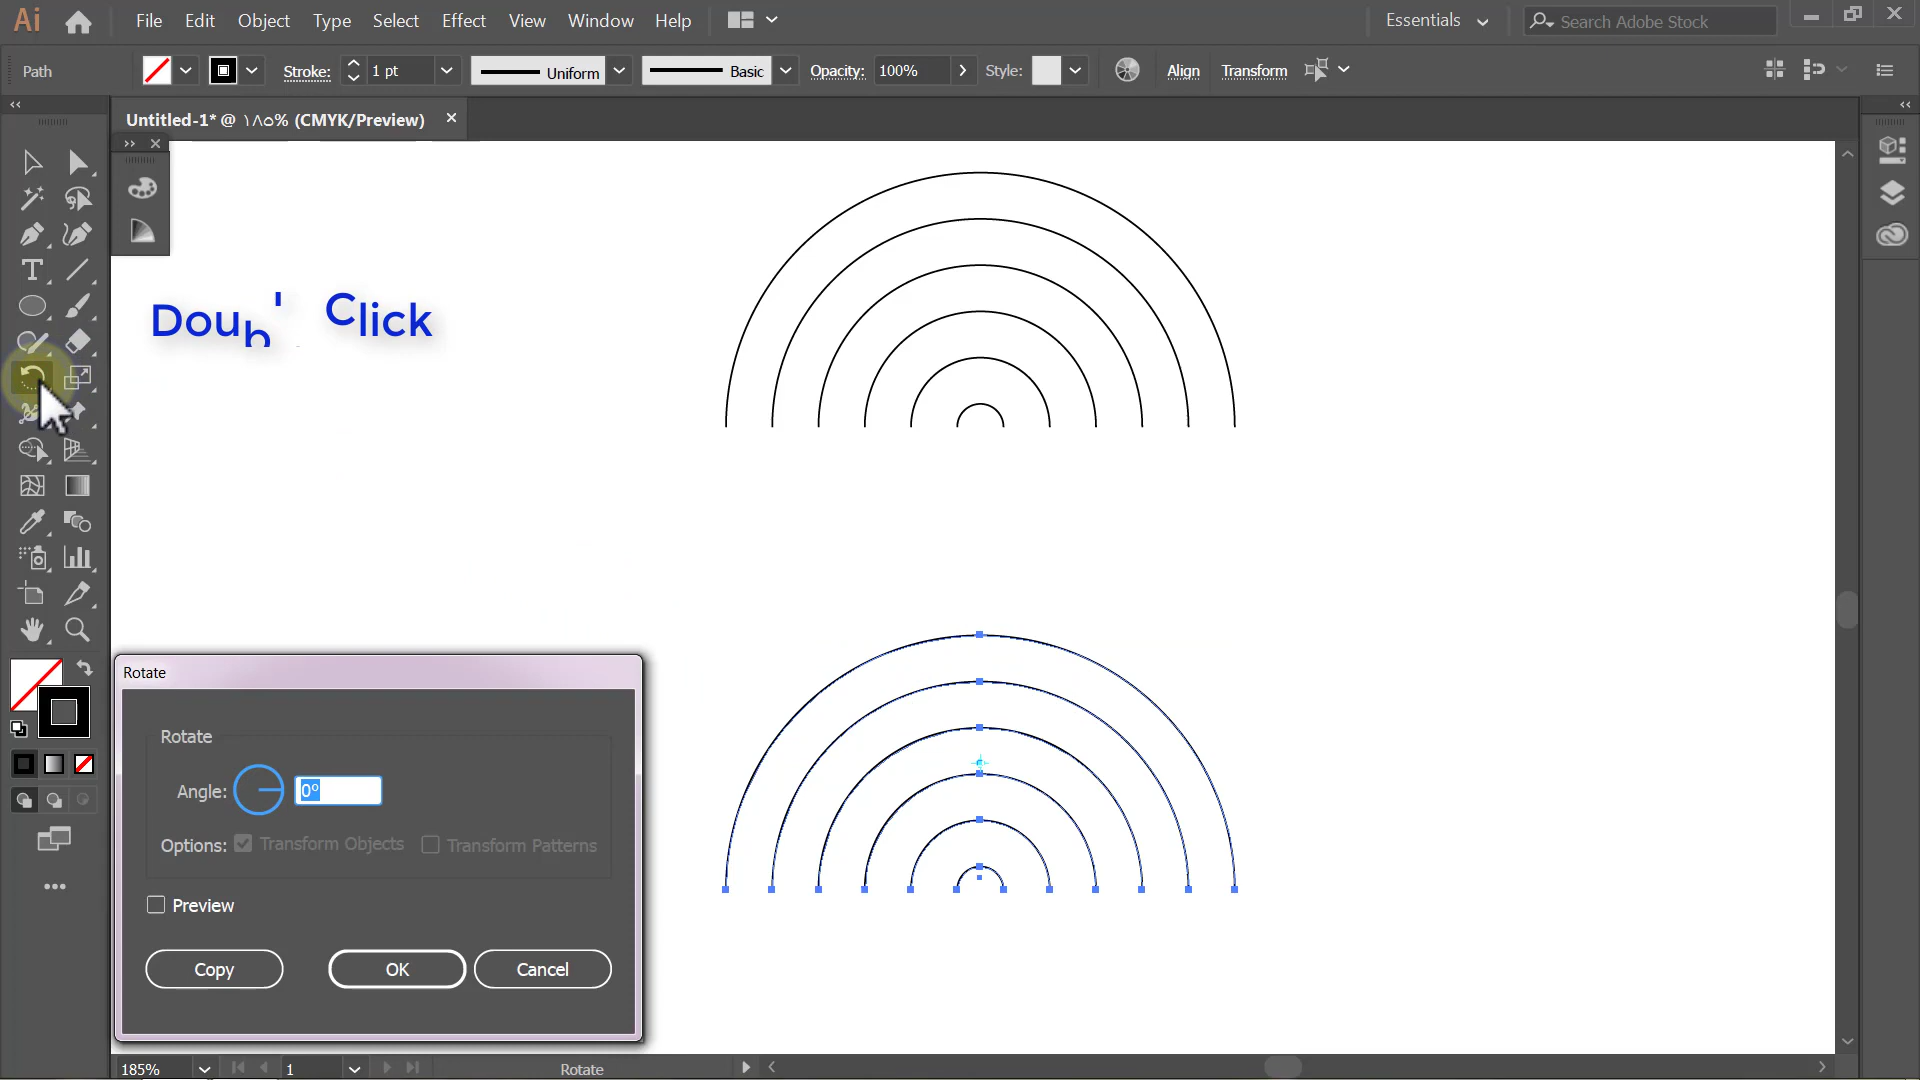 Ai File Edit Object Type Select Effect View Window Help Essentials Search Adobe Stock
Path Stroke: 1 pt Uniform Basic Opacity: 100% Style: Align Transform
Untitled-1* @ ١٨٥% (CMYK/Preview)
Click
Rotate
Rotate
Angle: 0°
Options: Transform Objects Transform Patterns
Preview
Copy OK Cancel
185% 1 Rotate